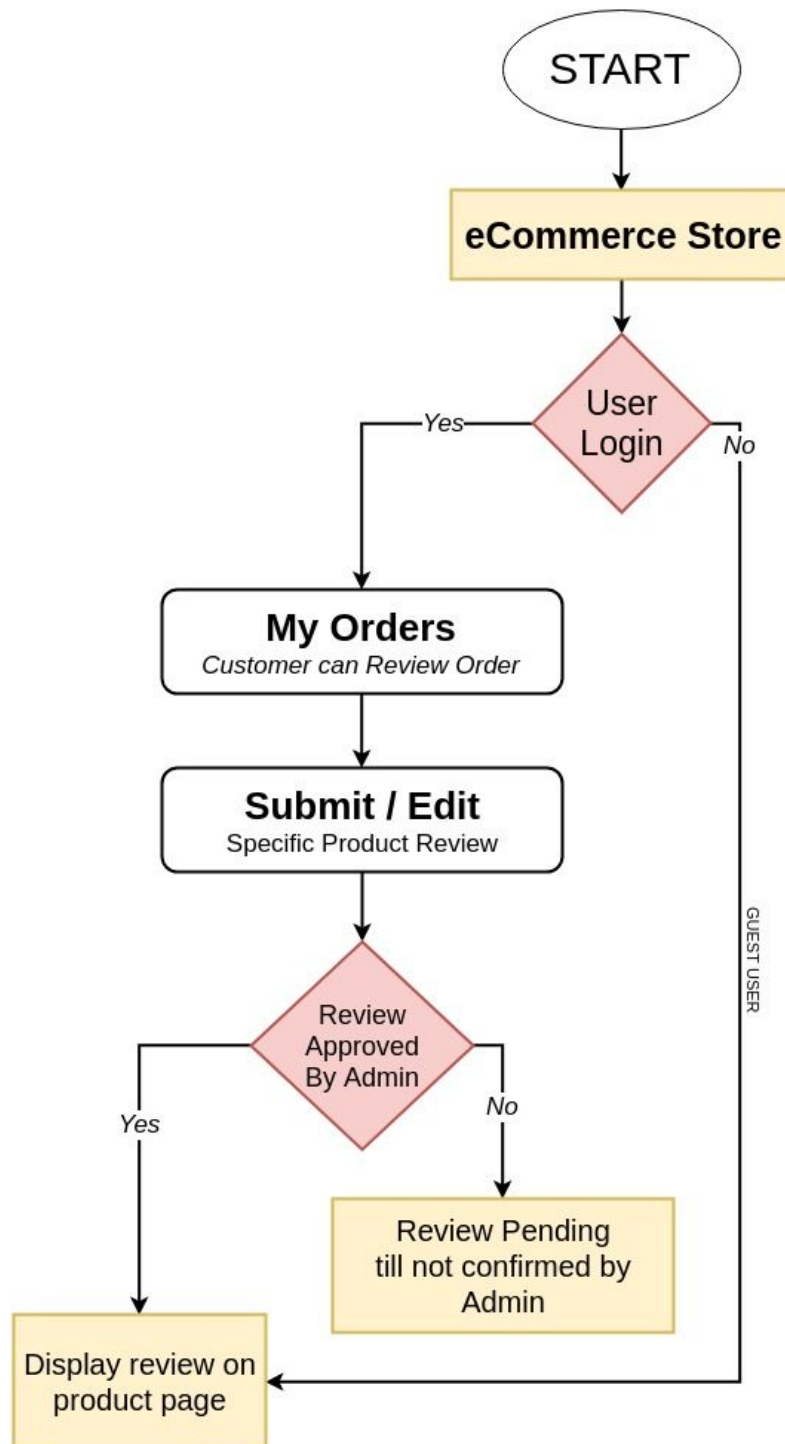 START
eCommerce Store
User
Login
Yes
No
My Orders
Customer can Review Order
Submit / Edit
Specific Product Review
GUEST USER
Review
Approved
By Admin
Yes
No
Review Pending
till not confirmed by
Admin
Display review on
product page